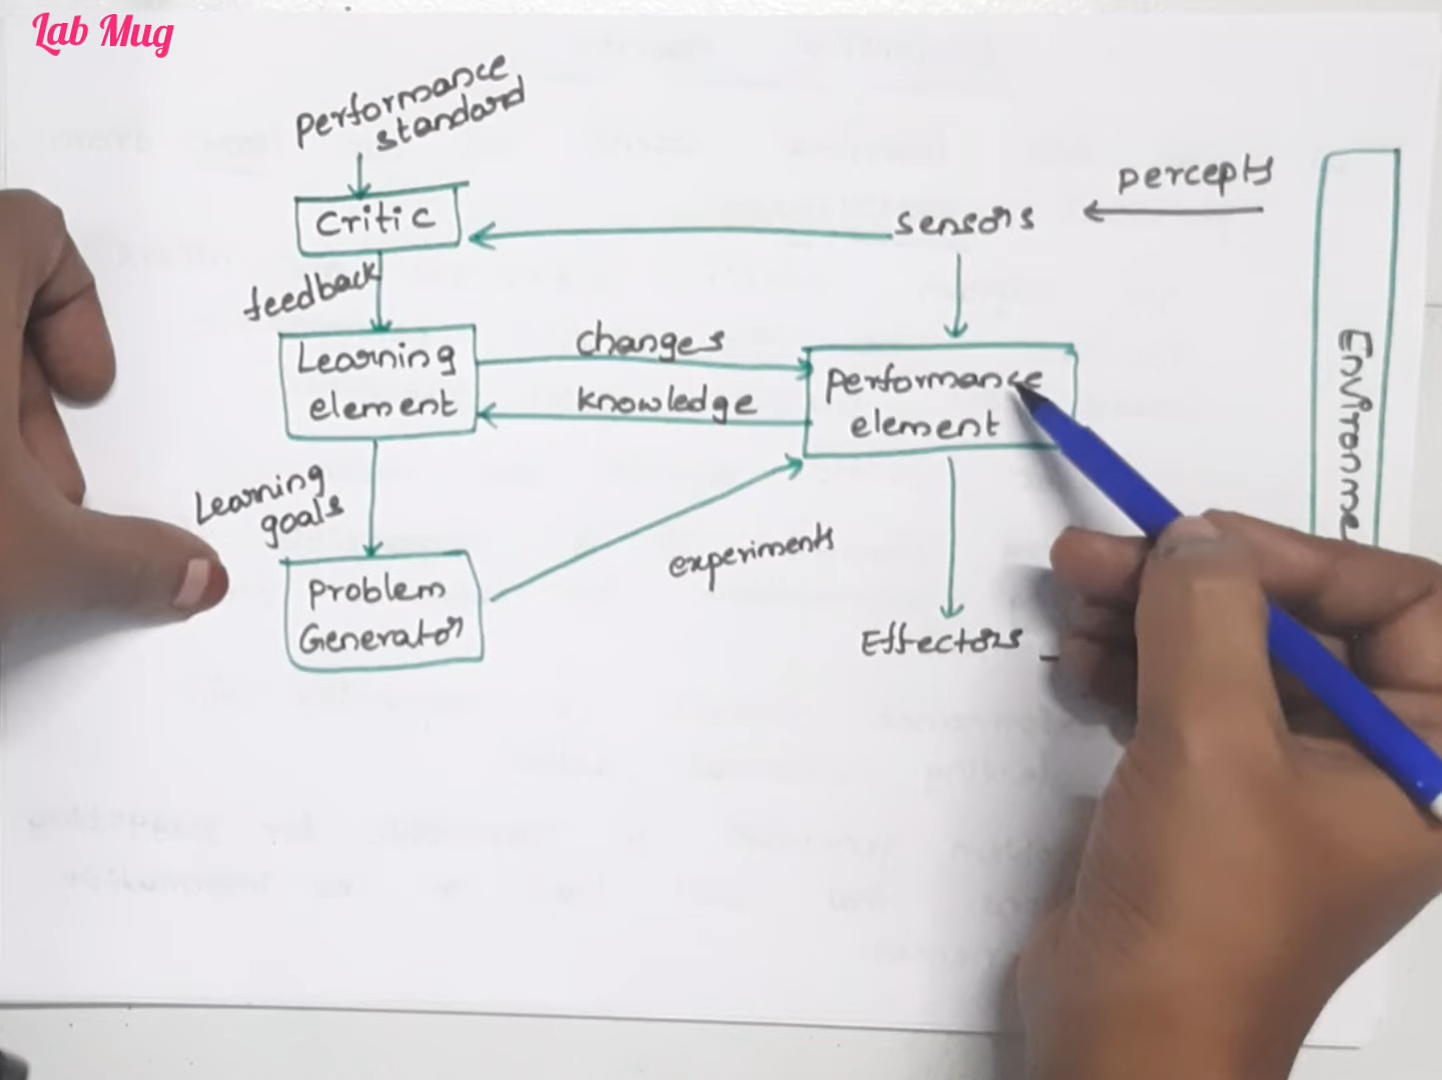 Lab Mug
performance
standard
Critic
sensors
percepts
feedback
Learning
element
changes
knowledge
performance
element
Learning
goals
experiments
problem
Generator
Effectors